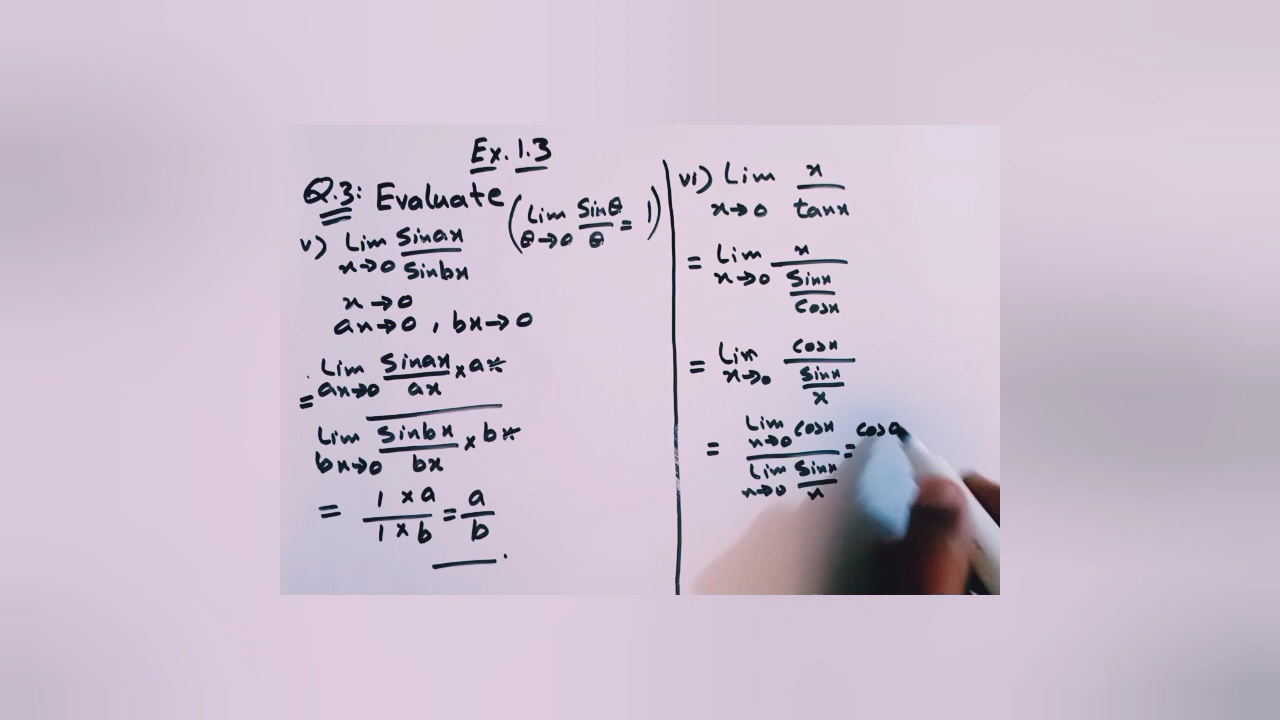 Ex. 1.3
Q.3: Evaluate
(Lim θ→0 Sinθ/θ = 1)
v) Lim x→0 Sinax/Sinbx
x→0
ax→0 , bx→0
= Lim ax→0 Sinax/ax × ax
Lim bx→0 Sinbx/bx × bx
= 1 × a/1 × b = a/b
vi) Lim x→0 x/tanx
= Lim x→0 x/Sinx/Cosx
= Lim x→0 Cosx/Sinx/x
= Lim x→0 Cosx/Lim x→0 Sinx/x = Cos